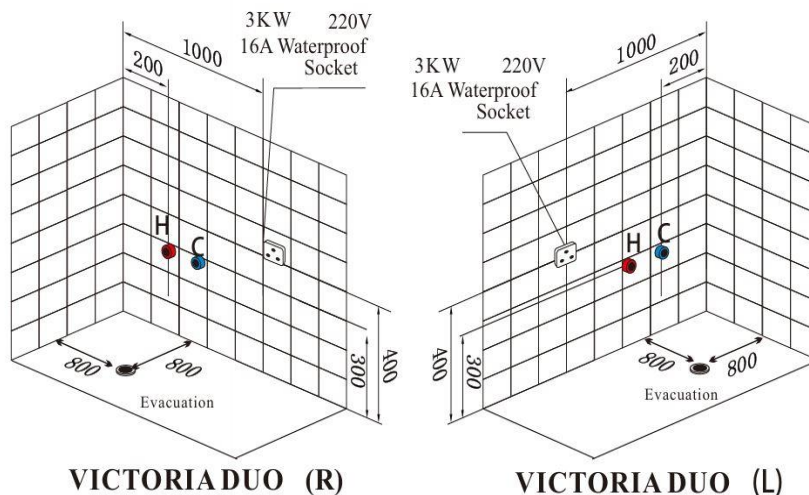 3KW 220V
16A Waterproof
Socket
1000
200
H
C
300
400
800
800
Evacuation
VICTORIA DUO (R)
3KW 220V
16A Waterproof
Socket
1000
200
H
C
400
300
800
800
Evacuation
VICTORIA DUO (L)